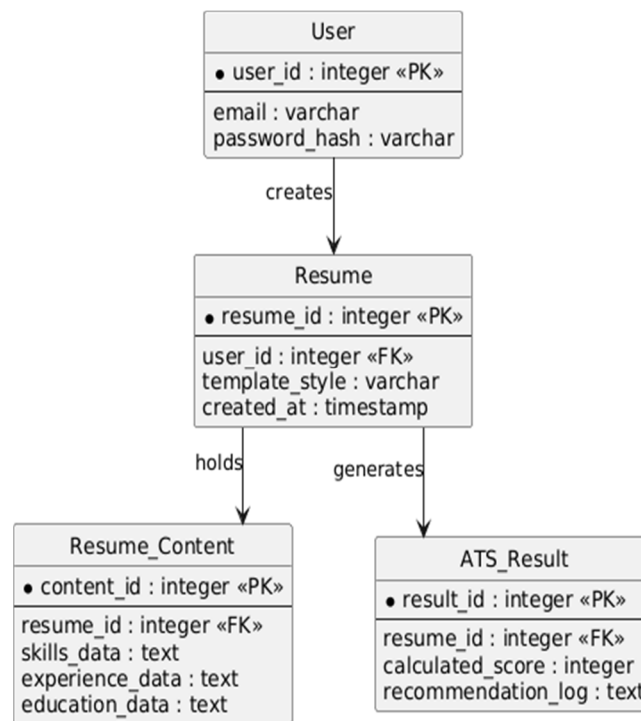 User
• user_id : integer «PK»
email : varchar
password_hash : varchar
creates
Resume
• resume_id : integer «PK»
user_id : integer «FK»
template_style : varchar
created_at : timestamp
holds
generates
Resume_Content
• content_id : integer «PK»
resume_id : integer «FK»
skills_data : text
experience_data : text
education_data : text
ATS_Result
• result_id : integer «PK»
resume_id : integer «FK»
calculated_score : integer
recommendation_log : text